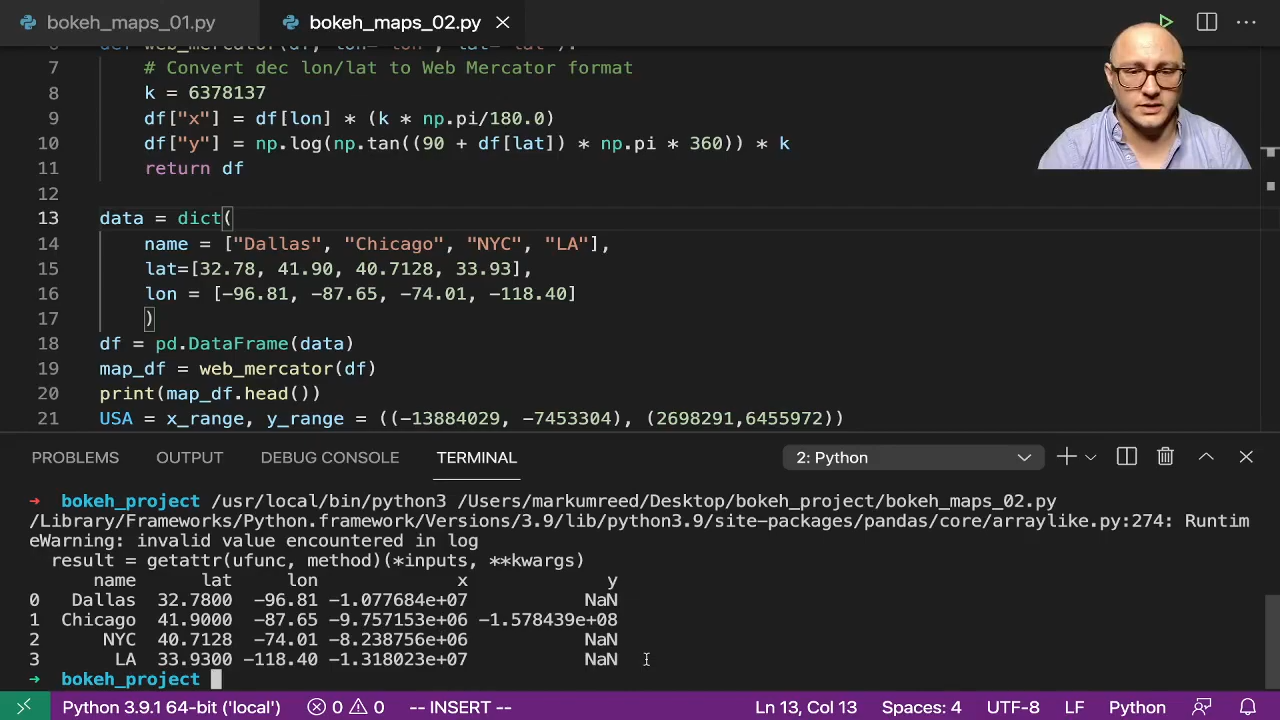 bokeh_maps_01.py bokeh_maps_02.py
6 def web_mercator(df, lon="lon", lat="lat"):
7 # Convert dec lon/lat to Web Mercator format
8 k = 6378137
9 df["x"] = df[lon] * (k * np.pi/180.0)
10 df["y"] = np.log(np.tan((90 + df[lat]) * np.pi * 360)) * k
11 return df
12
13 data = dict(
14 name = ["Dallas", "Chicago", "NYC", "LA"],
15 lat=[32.78, 41.90, 40.7128, 33.93],
16 lon = [-96.81, -87.65, -74.01, -118.40]
17 )
18 df = pd.DataFrame(data)
19 map_df = web_mercator(df)
20 print(map_df.head())
21 USA = x_range, y_range = ((-13884029, -7453304), (2698291,6455972))
PROBLEMS OUTPUT DEBUG CONSOLE TERMINAL 2: Python
→ bokeh_project /usr/local/bin/python3 /Users/markumreed/Desktop/bokeh_project/bokeh_maps_02.py
/Library/Frameworks/Python.framework/Versions/3.9/lib/python3.9/site-packages/pandas/core/arraylike.py:274: Runtim
eWarning: invalid value encountered in log
result = getattr(ufunc, method)(*inputs, **kwargs)
name lat lon x y
0 Dallas 32.7800 -96.81 -1.077684e+07 NaN
1 Chicago 41.9000 -87.65 -9.757153e+06 -1.578439e+08
2 NYC 40.7128 -74.01 -8.238756e+06 NaN
3 LA 33.9300 -118.40 -1.318023e+07 NaN
→ bokeh_project
Python 3.9.1 64-bit ('local') 0 0 -- INSERT -- Ln 13, Col 13 Spaces: 4 UTF-8 LF Python